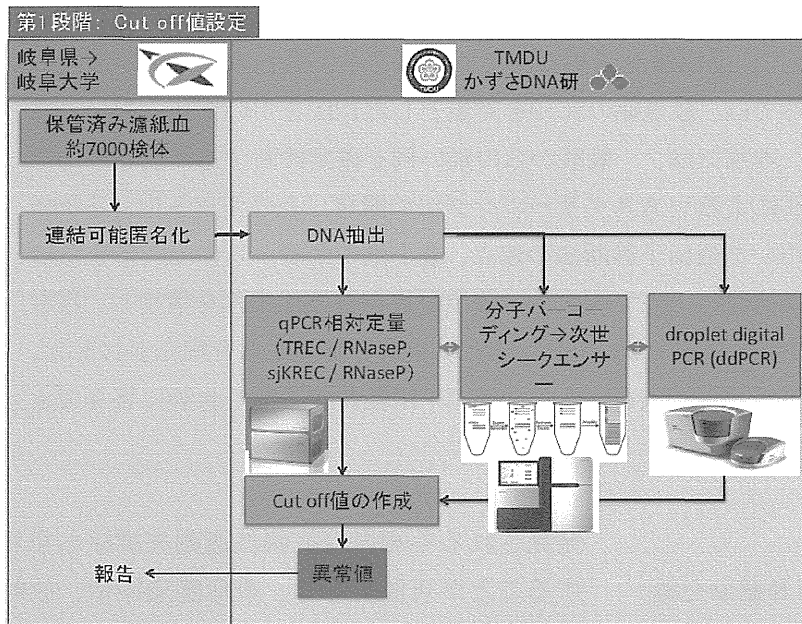 第1段階: Cut off値設定
岐阜県→
岐阜大学
TMDU
かずさDNA研
TMDU
保管済み濾紙血
約7000検体
連結可能匿名化
DNA抽出
qPCR相対定量
(TREC / RNaseP,
sjKREC / RNaseP)
分子バーコー
ディング→次世
シークエンサ
ー
droplet digital
PCR (ddPCR)
Cut off値の作成
異常値
報告